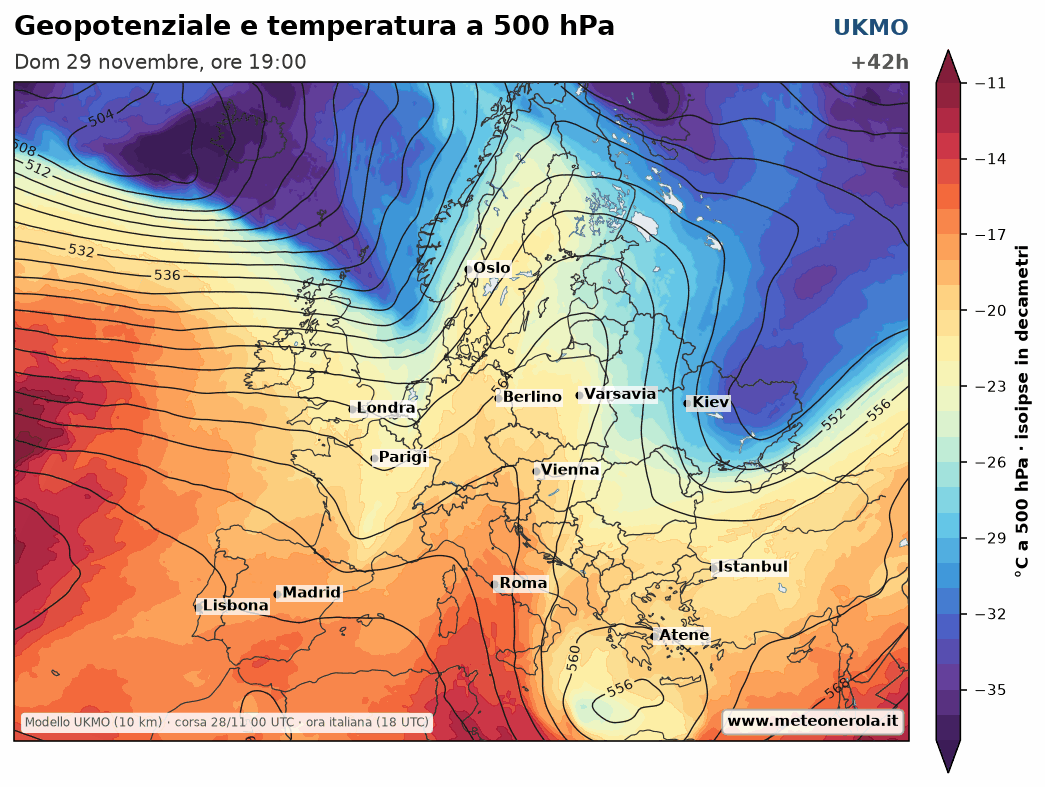 Geopotenziale e temperatura a 500 hPa
UKMO
Dom 29 novembre, ore 19:00
+42h
504
508
512
532
536
Oslo
564
Berlino
Varsavia
Kiev
Londra
552
556
Parigi
Vienna
Istanbul
Roma
Madrid
Lisbona
Atene
560
556
568
Modello UKMO (10 km) · corsa 28/11 00 UTC · ora italiana (18 UTC)
www.meteonerola.it
−11
−14
−17
−20
−23
−26
−29
−32
−35
°C a 500 hPa · isoipse in decametri